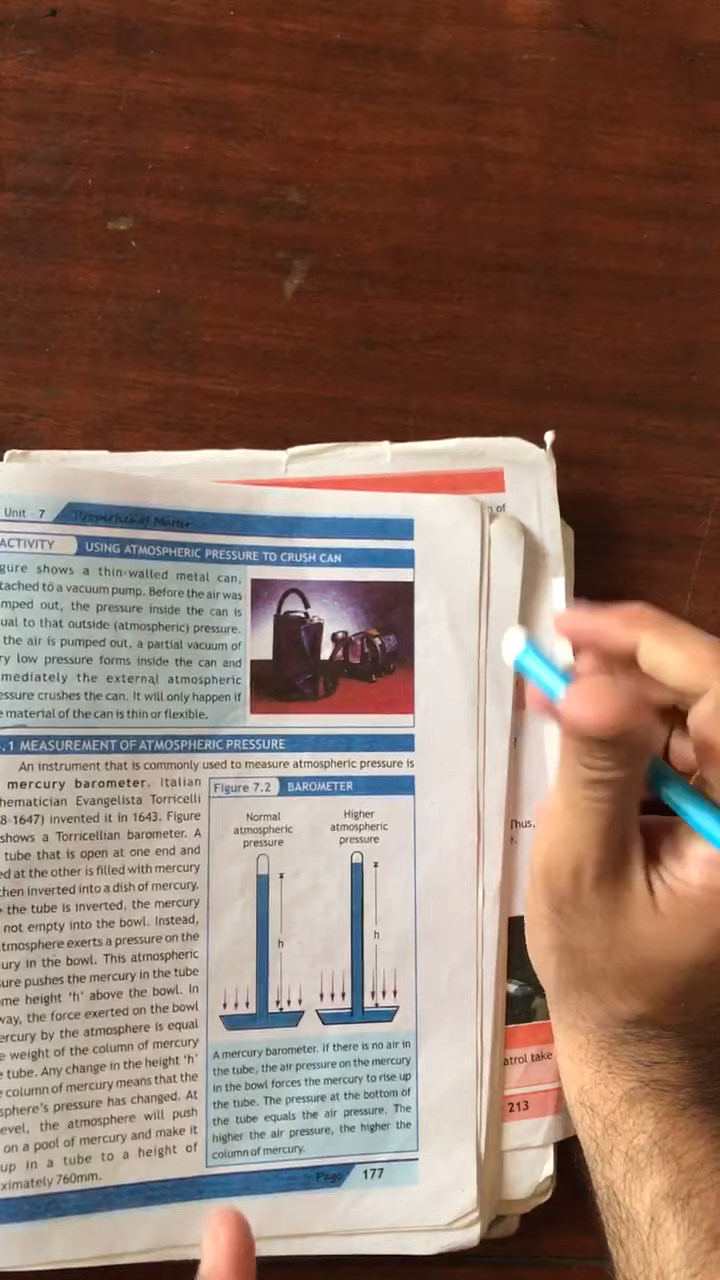 Unit - 7 Properties of Matter
ACTIVITY USING ATMOSPHERIC PRESSURE TO CRUSH CAN
gure shows a thin-walled metal can,
tached to a vacuum pump. Before the air was
mped out, the pressure inside the can is
ual to that outside (atmospheric) pressure.
the air is pumped out, a partial vacuum of
ry low pressure forms inside the can and
mediately the external atmospheric
essure crushes the can. It will only happen if
e material of the can is thin or flexible.
.1 MEASUREMENT OF ATMOSPHERIC PRESSURE
An instrument that is commonly used to measure atmospheric pressure is
mercury barometer. Italian
hematician Evangelista Torricelli
8-1647) invented it in 1643. Figure
shows a Torricellian barometer. A
tube that is open at one end and
ed at the other is filled with mercury
then inverted into a dish of mercury.
the tube is inverted, the mercury
not empty into the bowl. Instead,
tmosphere exerts a pressure on the
ury in the bowl. This atmospheric
sure pushes the mercury in the tube
me height 'h' above the bowl. In
way, the force exerted on the bowl
ercury by the atmosphere is equal
e weight of the column of mercury
tube. Any change in the height 'h'
column of mercury means that the
sphere's pressure has changed. At
evel, the atmosphere will push
on a pool of mercury and make it
up in a tube to a height of
ximately 760mm.
Figure 7.2 BAROMETER
Normal
atmospheric
pressure
Higher
atmospheric
pressure
h
h
A mercury barometer. If there is no air in
the tube, the air pressure on the mercury
in the bowl forces the mercury to rise up
the tube. The pressure at the bottom of
the tube equals the air pressure. The
higher the air pressure, the higher the
column of mercury.
Page 177
of
Thus,
atrol take
213